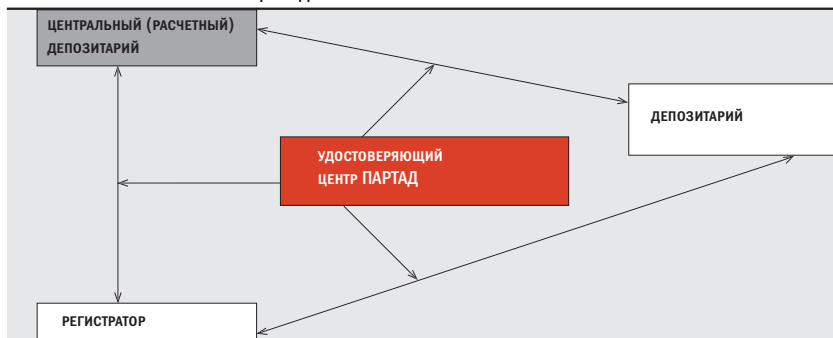 ЦЕНТРАЛЬНЫЙ (РАСЧЕТНЫЙ)
ДЕПОЗИТАРИЙ
ДЕПОЗИТАРИЙ
УДОСТОВЕРЯЮЩИЙ
ЦЕНТР ПАРТАД
РЕГИСТРАТОР